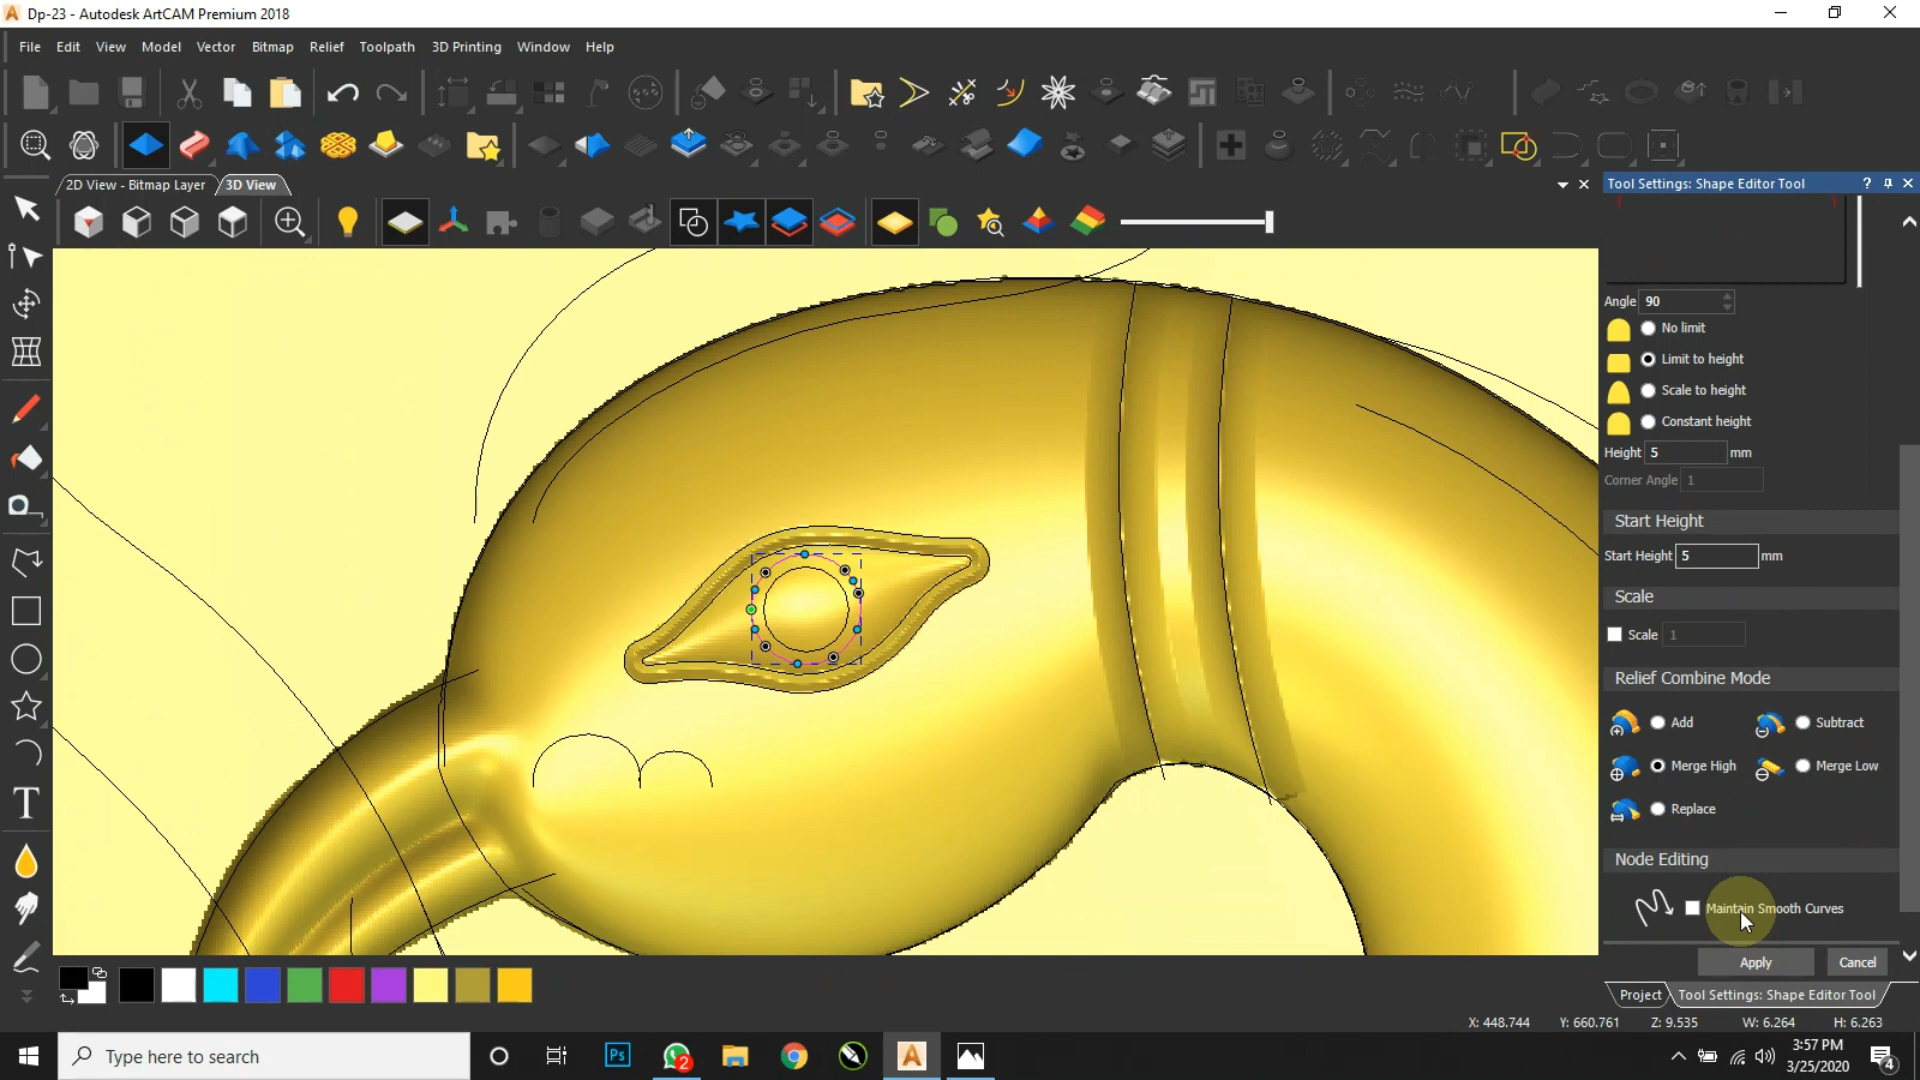 Dp-23 - Autodesk ArtCAM Premium 2018
File Edit View Model Vector Bitmap Relief Toolpath 3D Printing Window Help
2D View - Bitmap Layer 3D View
Tool Settings: Shape Editor Tool
Angle 90
No limit
Limit to height
Scale to height
Constant height
Height 5 mm
Corner Angle 1
Start Height
Start Height 5 mm
Scale
Scale 1
Relief Combine Mode
Add Subtract
Merge High Merge Low
Replace
Node Editing
Maintain Smooth Curves
Apply Cancel
Project Tool Settings: Shape Editor Tool
X: 448.744 Y: 660.761 Z: 9.535 W: 6.264 H: 6.263
Type here to search
Ps
2
3:57 PM
3/25/2020
4